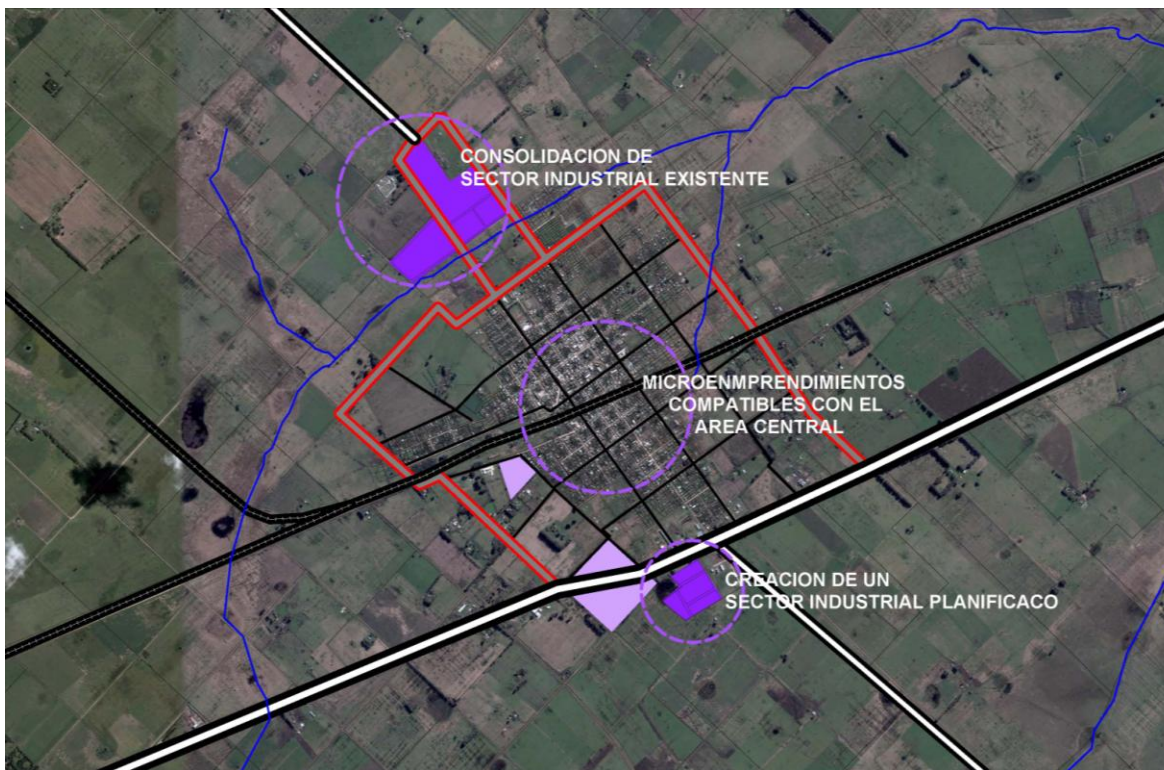 CONSOLIDACION DE
SECTOR INDUSTRIAL EXISTENTE
MICROENMPRENDIMIENTOS
COMPATIBLES CON EL
AREA CENTRAL
CREACION DE UN
SECTOR INDUSTRIAL PLANIFICACO